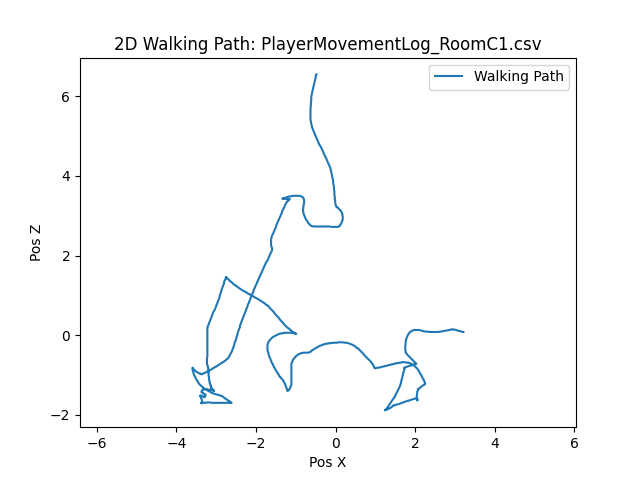 2D Walking Path: PlayerMovementLog_RoomC1.csv
Walking Path
6
4
2
0
−2
Pos Z
−6 −4 −2 0 2 4 6
Pos X